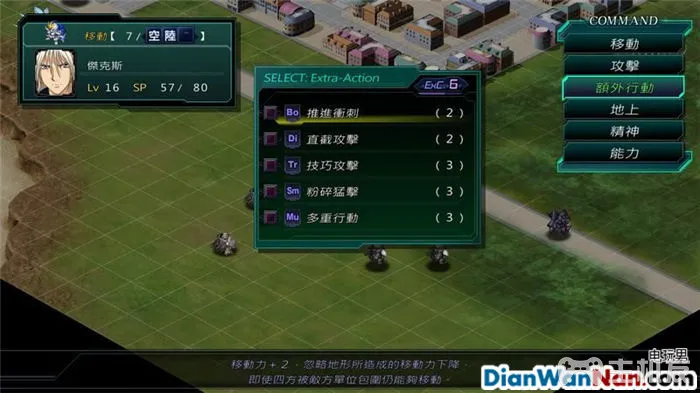 移動【 7／空陸 － 】
傑克斯
Lv 16 SP 57/ 80
COMMAND
移動
攻擊
額外行動
地上
精神
能力
SELECT: Extra-Action
ExC 6
Bo 推進衝刺 ( 2 )
Di 直截攻擊 ( 2 )
Tr 技巧攻擊 ( 3 )
Sm 粉碎猛擊 ( 3 )
Mu 多重行動 ( 3 )
移動力＋2，忽略地形所造成的移動力下降，
即使四方被敵方單位包圍仍能夠移動。
电玩男
DianWanNan.com